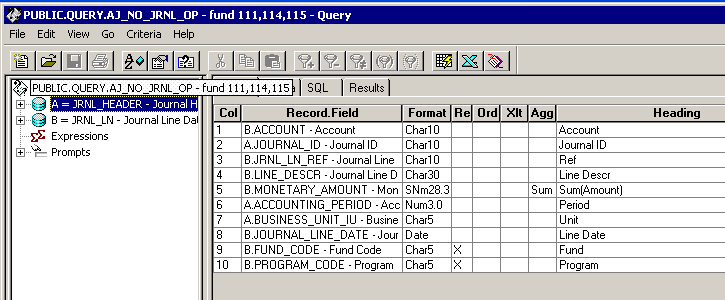 PUBLIC.QUERY.AJ_NO_JRNL_OP - fund 111,114,115 - Query
File Edit View Go Criteria Help
PUBLIC.QUERY.AJ_NO_JRNL_OP - fund 111,114,115
SQL Results
A = JRNL_HEADER - Journal H
B = JRNL_LN - Journal Line Da
Expressions
Prompts
Col Record.Field Format Re Ord Xlt Agg Heading
1 B.ACCOUNT - Account Char10 Account
2 A.JOURNAL_ID - Journal ID Char10 Journal ID
3 B.JRNL_LN_REF - Journal Line Char10 Ref
4 B.LINE_DESCR - Journal Line D Char30 Line Descr
5 B.MONETARY_AMOUNT - Mon SNm28.3 Sum Sum(Amount)
6 A.ACCOUNTING_PERIOD - Acc Num3.0 Period
7 A.BUSINESS_UNIT_IU - Busine Char5 Unit
8 B.JOURNAL_LINE_DATE - Jour Date Line Date
9 B.FUND_CODE - Fund Code Char5 X Fund
10 B.PROGRAM_CODE - Program Char5 X Program